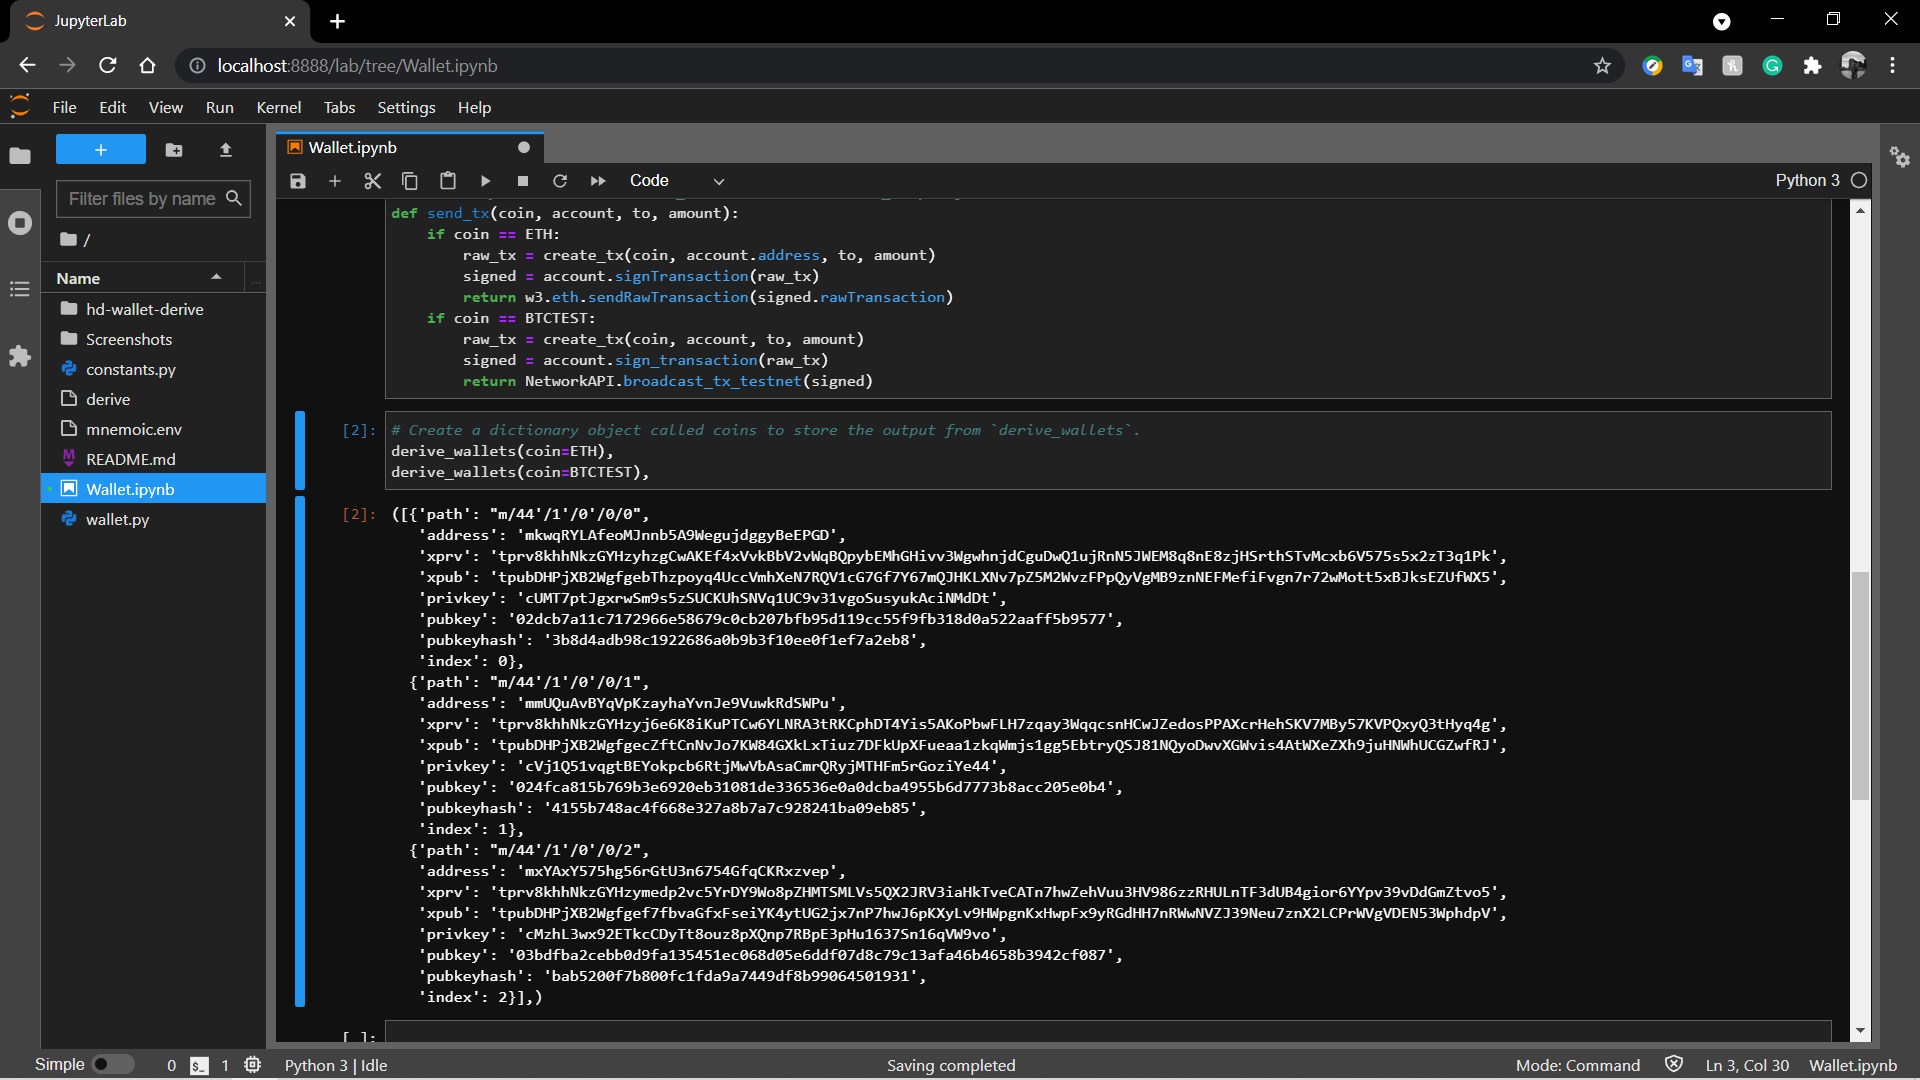 JupyterLab
localhost:8888/lab/tree/Wallet.ipynb
File Edit View Run Kernel Tabs Settings Help
Filter files by name
/
Name
hd-wallet-derive
Screenshots
constants.py
derive
mnemoic.env
README.md
Wallet.ipynb
wallet.py
Wallet.ipynb
Code
Python 3
def send_tx(coin, account, to, amount):
if coin == ETH:
raw_tx = create_tx(coin, account.address, to, amount)
signed = account.signTransaction(raw_tx)
return w3.eth.sendRawTransaction(signed.rawTransaction)
if coin == BTCTEST:
raw_tx = create_tx(coin, account, to, amount)
signed = account.sign_transaction(raw_tx)
return NetworkAPI.broadcast_tx_testnet(signed)
[2]: # Create a dictionary object called coins to store the output from `derive_wallets`.
derive_wallets(coin=ETH),
derive_wallets(coin=BTCTEST),
[2]: ([{'path': "m/44'/1'/0'/0/0",
'address': 'mkwqRYLAfeoMJnnb5A9WegujdggyBeEPGD',
'xprv': 'tprv8khhNkzGYHzyhzgCwAKEf4xVvkBbV2vWqBQpybEMhGHivv3WgwhnjdCguDwQ1ujRnN5JWEM8q8nE8zjHSrthSTvMcxb6V575s5x2zT3q1Pk',
'xpub': 'tpubDHPjXB2WgfgebThzpoyq4UccVmhXeN7RQV1cG7Gf7Y67mQJHKLXNv7pZ5M2WvzFPpQyVgMB9znNEFMefiFvgn7r72wMott5xBJksEZUfWX5',
'privkey': 'cUMT7ptJgxrwSm9s5zSUCKUhSNVq1UC9v31vgoSusyukAciNMdDt',
'pubkey': '02dcb7a11c7172966e58679c0cb207bfb95d119cc55f9fb318d0a522aaff5b9577',
'pubkeyhash': '3b8d4adb98c1922686a0b9b3f10ee0f1ef7a2eb8',
'index': 0},
{'path': "m/44'/1'/0'/0/1",
'address': 'mmUQuAvBYqVpKzayhaYvnJe9VuwkRdSWPu',
'xprv': 'tprv8khhNkzGYHzyj6e6K8iKuPTCw6YLNRA3tRKCphDT4Yis5AKoPbwFLH7zqay3WqqcsnHCwJZedosPPAXcrHehSKV7MBy57KVPQxyQ3tHyq4g',
'xpub': 'tpubDHPjXB2WgfgecZftCnNvJo7KW84GXkLxTiuz7DFkUpXFueaa1zkqWmjs1gg5EbtryQSJ81NQyoDwvXGWvis4AtWXeZXh9juHNWhUCGZwfRJ',
'privkey': 'cVj1Q51vqgtBEYokpcb6RtjMwVbAsaCmrQRyjMTHFm5rGoziYe44',
'pubkey': '024fca815b769b3e6920eb31081de336536e0a0dcba4955b6d7773b8acc205e0b4',
'pubkeyhash': '4155b748ac4f668e327a8b7a7c928241ba09eb85',
'index': 1},
{'path': "m/44'/1'/0'/0/2",
'address': 'mxYAxY575hg56rGtU3n6754GfqCKRxzvep',
'xprv': 'tprv8khhNkzGYHzymedp2vc5YrDY9Wo8pZHMTSMLVs5QX2JRV3iaHkTveCATn7hwZehVuu3HV986zzRHULnTF3dUB4gior6YYpv39vDdGmZtvo5',
'xpub': 'tpubDHPjXB2Wgfgef7fbvaGfxFseiYK4ytUG2jx7nP7hwJ6pKXyLv9HWpgnKxHwpFx9yRGdHH7nRWwNVZJ39Neu7znX2LCPrWVgVDEN53WphdpV',
'privkey': 'cMzhL3wx92ETkcCDyTt8ouz8pXQnp7RBpE3pHu1637Sn16qVW9vo',
'pubkey': '03bdfba2cebb0d9fa135451ec068d05e6ddf07d8c79c13afa46b4658b3942cf087',
'pubkeyhash': 'bab5200f7b800fc1fda9a7449df8b99064501931',
'index': 2}],)
[ ]:
Simple 0 $_ 1 Python 3 | Idle Saving completed Mode: Command Ln 3, Col 30 Wallet.ipynb